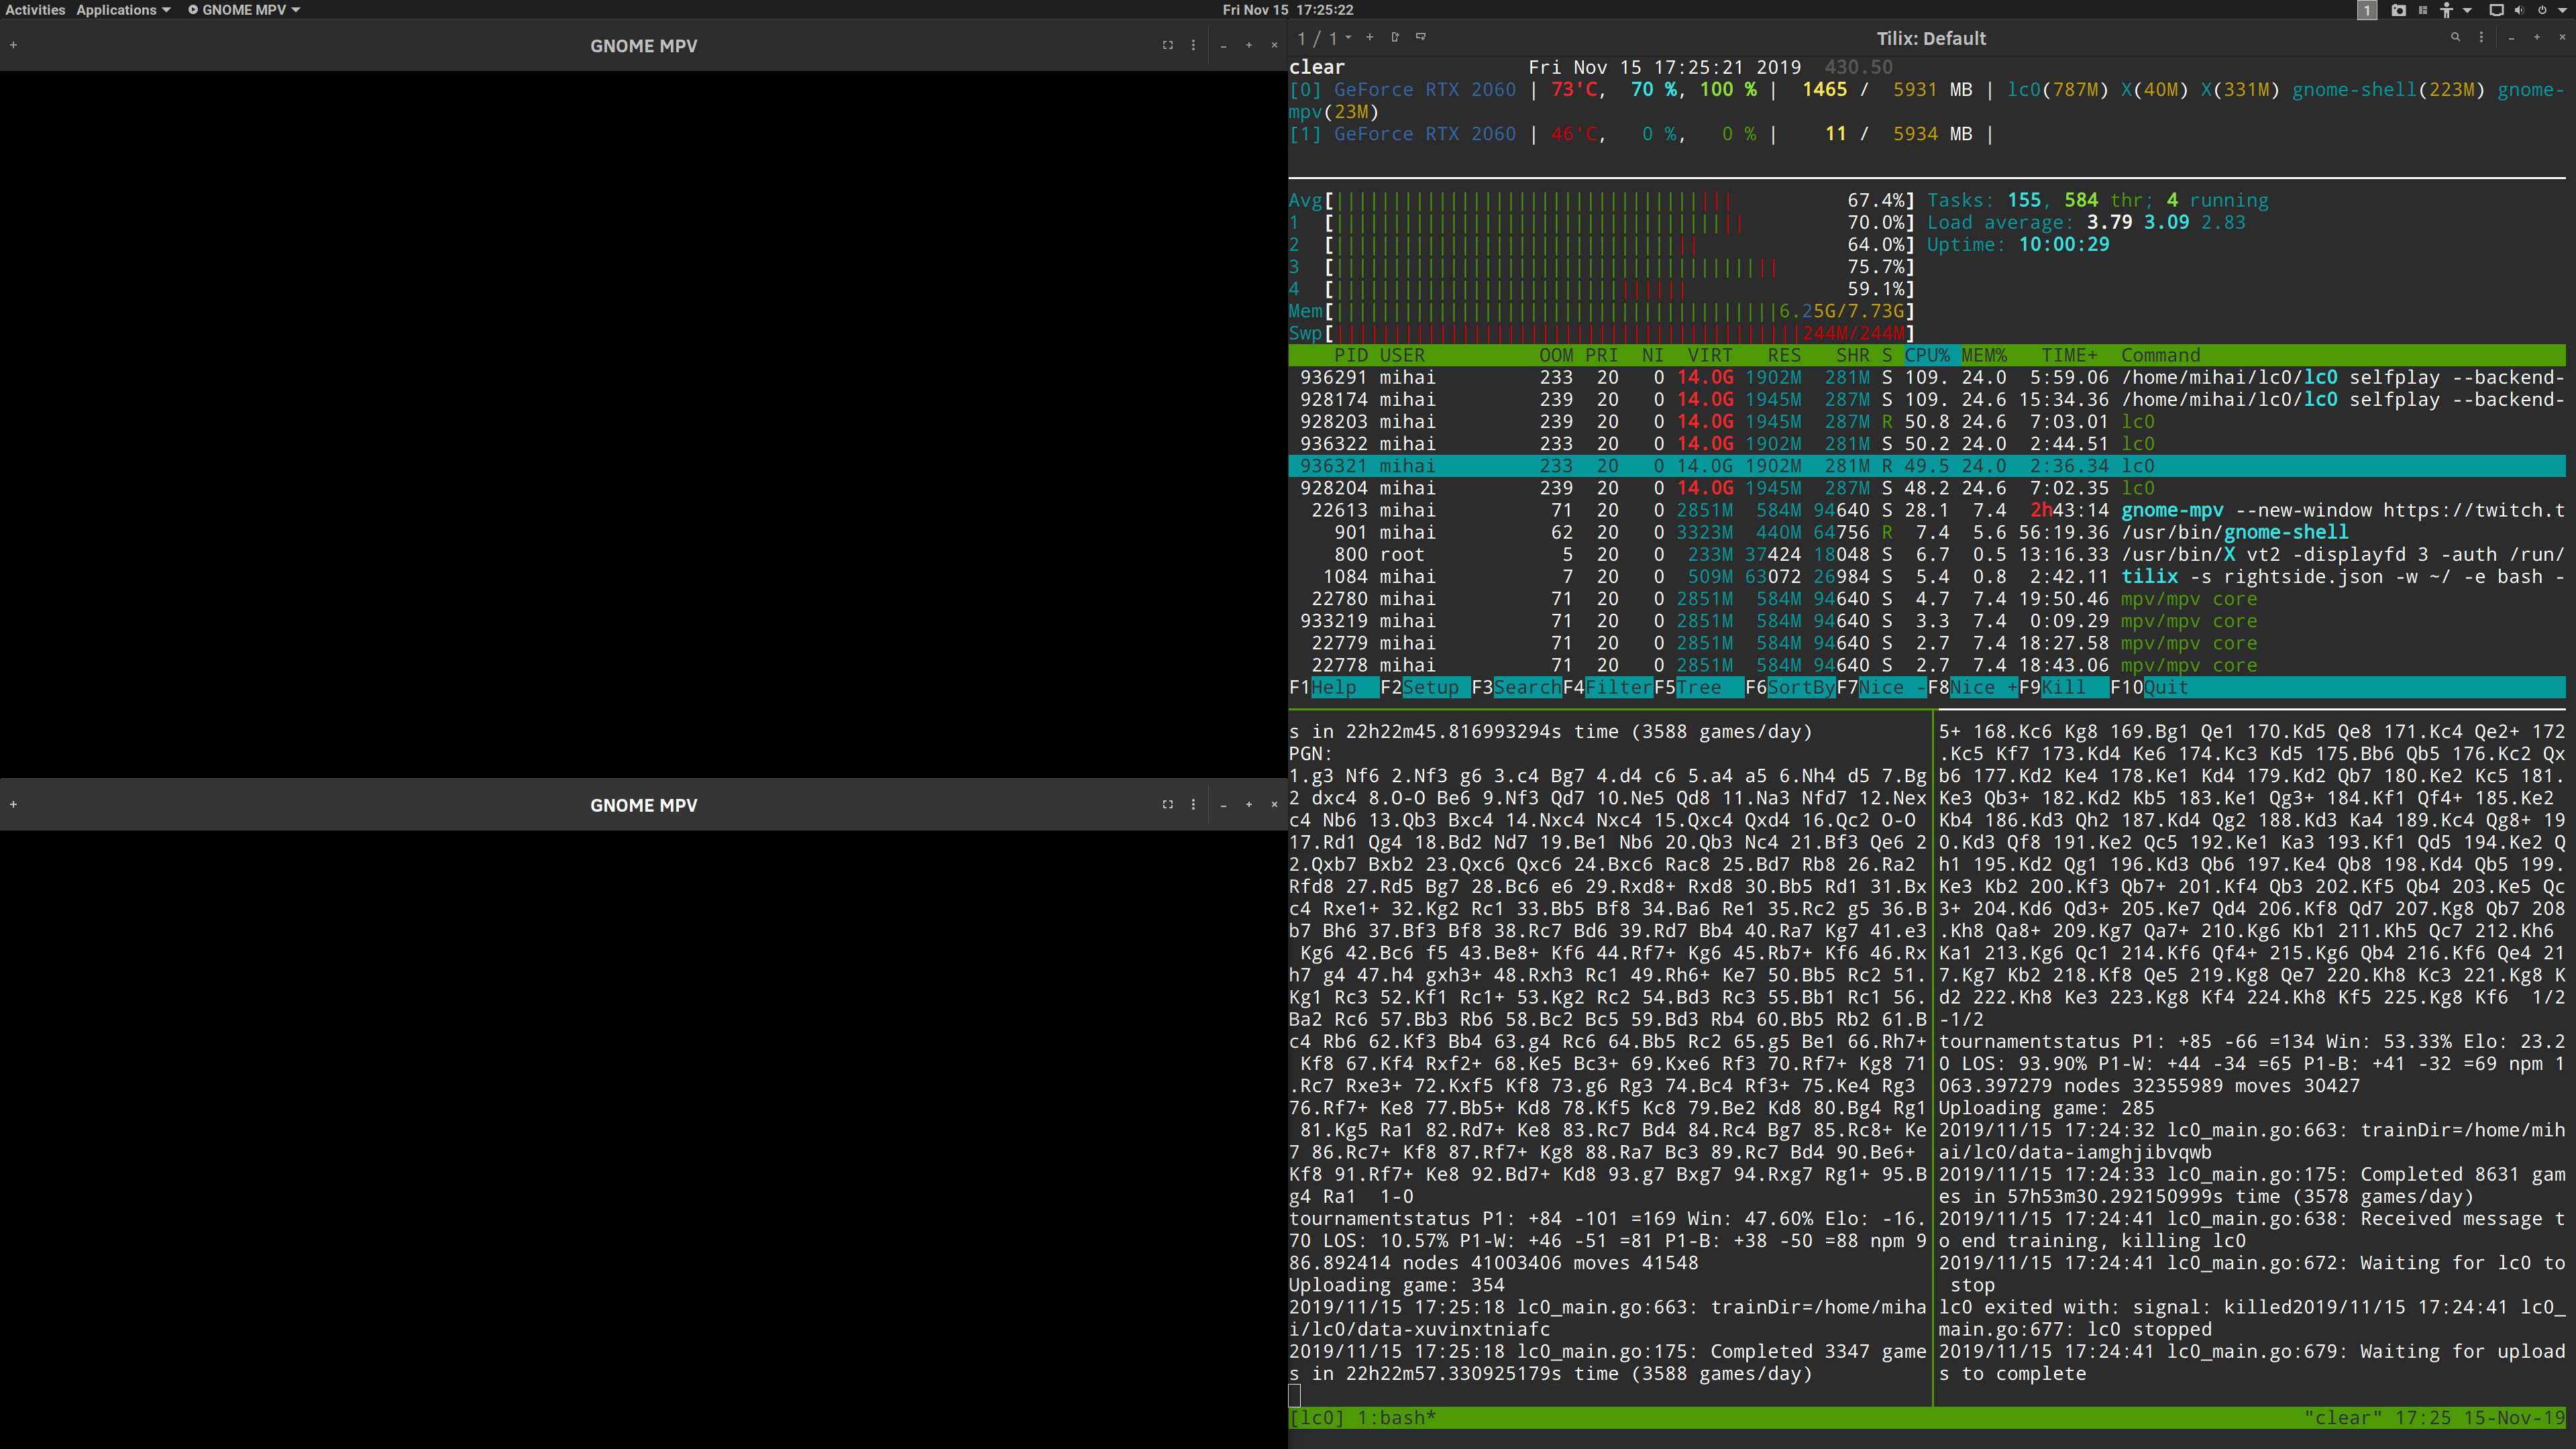 Activities Applications GNOME MPV Fri Nov 15 17:25:22 1
GNOME MPV
GNOME MPV
1 / 1 Tilix: Default
clear Fri Nov 15 17:25:21 2019 430.50
[0] GeForce RTX 2060 | 73'C, 70 %, 100 % | 1465 / 5931 MB | lc0(787M) X(40M) X(331M) gnome-shell(223M) gnome-
mpv(23M)
[1] GeForce RTX 2060 | 46'C, 0 %, 0 % | 11 / 5934 MB |
Avg[ 67.4%] Tasks: 155, 584 thr; 4 running
1 [ 70.0%] Load average: 3.79 3.09 2.83
2 [ 64.0%] Uptime: 10:00:29
3 [ 75.7%]
4 [ 59.1%]
Mem[ 6.25G/7.73G]
Swp[ 244M/244M]
PID USER OOM PRI NI VIRT RES SHR S CPU% MEM% TIME+ Command
936291 mihai 233 20 0 14.0G 1902M 281M S 109. 24.0 5:59.06 /home/mihai/lc0/lc0 selfplay --backend-
928174 mihai 239 20 0 14.0G 1945M 287M S 109. 24.6 15:34.36 /home/mihai/lc0/lc0 selfplay --backend-
928203 mihai 239 20 0 14.0G 1945M 287M R 50.8 24.6 7:03.01 lc0
936322 mihai 233 20 0 14.0G 1902M 281M S 50.2 24.0 2:44.51 lc0
936321 mihai 233 20 0 14.0G 1902M 281M R 49.5 24.0 2:36.34 lc0
928204 mihai 239 20 0 14.0G 1945M 287M S 48.2 24.6 7:02.35 lc0
22613 mihai 71 20 0 2851M 584M 94640 S 28.1 7.4 2h43:14 gnome-mpv --new-window https://twitch.t
901 mihai 62 20 0 3323M 440M 64756 R 7.4 5.6 56:19.36 /usr/bin/gnome-shell
800 root 5 20 0 233M 37424 18048 S 6.7 0.5 13:16.33 /usr/bin/X vt2 -displayfd 3 -auth /run/
1084 mihai 7 20 0 509M 63072 26984 S 5.4 0.8 2:42.11 tilix -s rightside.json -w ~/ -e bash -
22780 mihai 71 20 0 2851M 584M 94640 S 4.7 7.4 19:50.46 mpv/mpv core
933219 mihai 71 20 0 2851M 584M 94640 S 3.3 7.4 0:09.29 mpv/mpv core
22779 mihai 71 20 0 2851M 584M 94640 S 2.7 7.4 18:27.58 mpv/mpv core
22778 mihai 71 20 0 2851M 584M 94640 S 2.7 7.4 18:43.06 mpv/mpv core
F1Help F2Setup F3SearchF4FilterF5Tree F6SortByF7Nice -F8Nice +F9Kill F10Quit
s in 22h22m45.816993294s time (3588 games/day)
PGN:
1.g3 Nf6 2.Nf3 g6 3.c4 Bg7 4.d4 c6 5.a4 a5 6.Nh4 d5 7.Bg
2 dxc4 8.O-O Be6 9.Nf3 Qd7 10.Ne5 Qd8 11.Na3 Nfd7 12.Nex
c4 Nb6 13.Qb3 Bxc4 14.Nxc4 Nxc4 15.Qxc4 Qxd4 16.Qc2 O-O
17.Rd1 Qg4 18.Bd2 Nd7 19.Be1 Nb6 20.Qb3 Nc4 21.Bf3 Qe6 2
2.Qxb7 Bxb2 23.Qxc6 Qxc6 24.Bxc6 Rac8 25.Bd7 Rb8 26.Ra2
Rfd8 27.Rd5 Bg7 28.Bc6 e6 29.Rxd8+ Rxd8 30.Bb5 Rd1 31.Bx
c4 Rxe1+ 32.Kg2 Rc1 33.Bb5 Bf8 34.Ba6 Re1 35.Rc2 g5 36.B
b7 Bh6 37.Bf3 Bf8 38.Rc7 Bd6 39.Rd7 Bb4 40.Ra7 Kg7 41.e3
Kg6 42.Bc6 f5 43.Be8+ Kf6 44.Rf7+ Kg6 45.Rb7+ Kf6 46.Rx
h7 g4 47.h4 gxh3+ 48.Rxh3 Rc1 49.Rh6+ Ke7 50.Bb5 Rc2 51.
Kg1 Rc3 52.Kf1 Rc1+ 53.Kg2 Rc2 54.Bd3 Rc3 55.Bb1 Rc1 56.
Ba2 Rc6 57.Bb3 Rb6 58.Bc2 Bc5 59.Bd3 Rb4 60.Bb5 Rb2 61.B
c4 Rb6 62.Kf3 Bb4 63.g4 Rc6 64.Bb5 Rc2 65.g5 Be1 66.Rh7+
Kf8 67.Kf4 Rxf2+ 68.Ke5 Bc3+ 69.Kxe6 Rf3 70.Rf7+ Kg8 71
.Rc7 Rxe3+ 72.Kxf5 Kf8 73.g6 Rg3 74.Bc4 Rf3+ 75.Ke4 Rg3
76.Rf7+ Ke8 77.Bb5+ Kd8 78.Kf5 Kc8 79.Be2 Kd8 80.Bg4 Rg1
81.Kg5 Ra1 82.Rd7+ Ke8 83.Rc7 Bd4 84.Rc4 Bg7 85.Rc8+ Ke
7 86.Rc7+ Kf8 87.Rf7+ Kg8 88.Ra7 Bc3 89.Rc7 Bd4 90.Be6+
Kf8 91.Rf7+ Ke8 92.Bd7+ Kd8 93.g7 Bxg7 94.Rxg7 Rg1+ 95.B
g4 Ra1 1-0
tournamentstatus P1: +84 -101 =169 Win: 47.60% Elo: -16.
70 LOS: 10.57% P1-W: +46 -51 =81 P1-B: +38 -50 =88 npm 9
86.892414 nodes 41003406 moves 41548
Uploading game: 354
2019/11/15 17:25:18 lc0_main.go:663: trainDir=/home/miha
i/lc0/data-xuvinxtniafc
2019/11/15 17:25:18 lc0_main.go:175: Completed 3347 game
s in 22h22m57.330925179s time (3588 games/day)
5+ 168.Kc6 Kg8 169.Bg1 Qe1 170.Kd5 Qe8 171.Kc4 Qe2+ 172
.Kc5 Kf7 173.Kd4 Ke6 174.Kc3 Kd5 175.Bb6 Qb5 176.Kc2 Qx
b6 177.Kd2 Ke4 178.Ke1 Kd4 179.Kd2 Qb7 180.Ke2 Kc5 181.
Ke3 Qb3+ 182.Kd2 Kb5 183.Ke1 Qg3+ 184.Kf1 Qf4+ 185.Ke2
Kb4 186.Kd3 Qh2 187.Kd4 Qg2 188.Kd3 Ka4 189.Kc4 Qg8+ 19
0.Kd3 Qf8 191.Ke2 Qc5 192.Ke1 Ka3 193.Kf1 Qd5 194.Ke2 Q
h1 195.Kd2 Qg1 196.Kd3 Qb6 197.Ke4 Qb8 198.Kd4 Qb5 199.
Ke3 Kb2 200.Kf3 Qb7+ 201.Kf4 Qb3 202.Kf5 Qb4 203.Ke5 Qc
3+ 204.Kd6 Qd3+ 205.Ke7 Qd4 206.Kf8 Qd7 207.Kg8 Qb7 208
.Kh8 Qa8+ 209.Kg7 Qa7+ 210.Kg6 Kb1 211.Kh5 Qc7 212.Kh6
Ka1 213.Kg6 Qc1 214.Kf6 Qf4+ 215.Kg6 Qb4 216.Kf6 Qe4 21
7.Kg7 Kb2 218.Kf8 Qe5 219.Kg8 Qe7 220.Kh8 Kc3 221.Kg8 K
d2 222.Kh8 Ke3 223.Kg8 Kf4 224.Kh8 Kf5 225.Kg8 Kf6 1/2
-1/2
tournamentstatus P1: +85 -66 =134 Win: 53.33% Elo: 23.2
0 LOS: 93.90% P1-W: +44 -34 =65 P1-B: +41 -32 =69 npm 1
063.397279 nodes 32355989 moves 30427
Uploading game: 285
2019/11/15 17:24:32 lc0_main.go:663: trainDir=/home/mih
ai/lc0/data-iamghjibvqwb
2019/11/15 17:24:33 lc0_main.go:175: Completed 8631 gam
es in 57h53m30.292150999s time (3578 games/day)
2019/11/15 17:24:41 lc0_main.go:638: Received message t
o end training, killing lc0
2019/11/15 17:24:41 lc0_main.go:672: Waiting for lc0 to
stop
lc0 exited with: signal: killed2019/11/15 17:24:41 lc0_
main.go:677: lc0 stopped
2019/11/15 17:24:41 lc0_main.go:679: Waiting for upload
s to complete
[lc0] 1:bash* "clear" 17:25 15-Nov-19